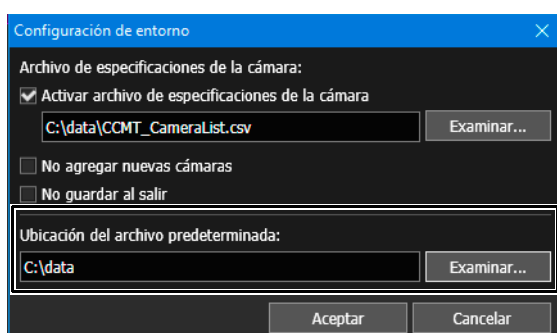 Configuración de entorno
Archivo de especificaciones de la cámara:
Activar archivo de especificaciones de la cámara
C:\data\CCMT_CameraList.csv Examinar...
No agregar nuevas cámaras
No guardar al salir
Ubicación del archivo predeterminada:
C:\data Examinar...
Aceptar Cancelar